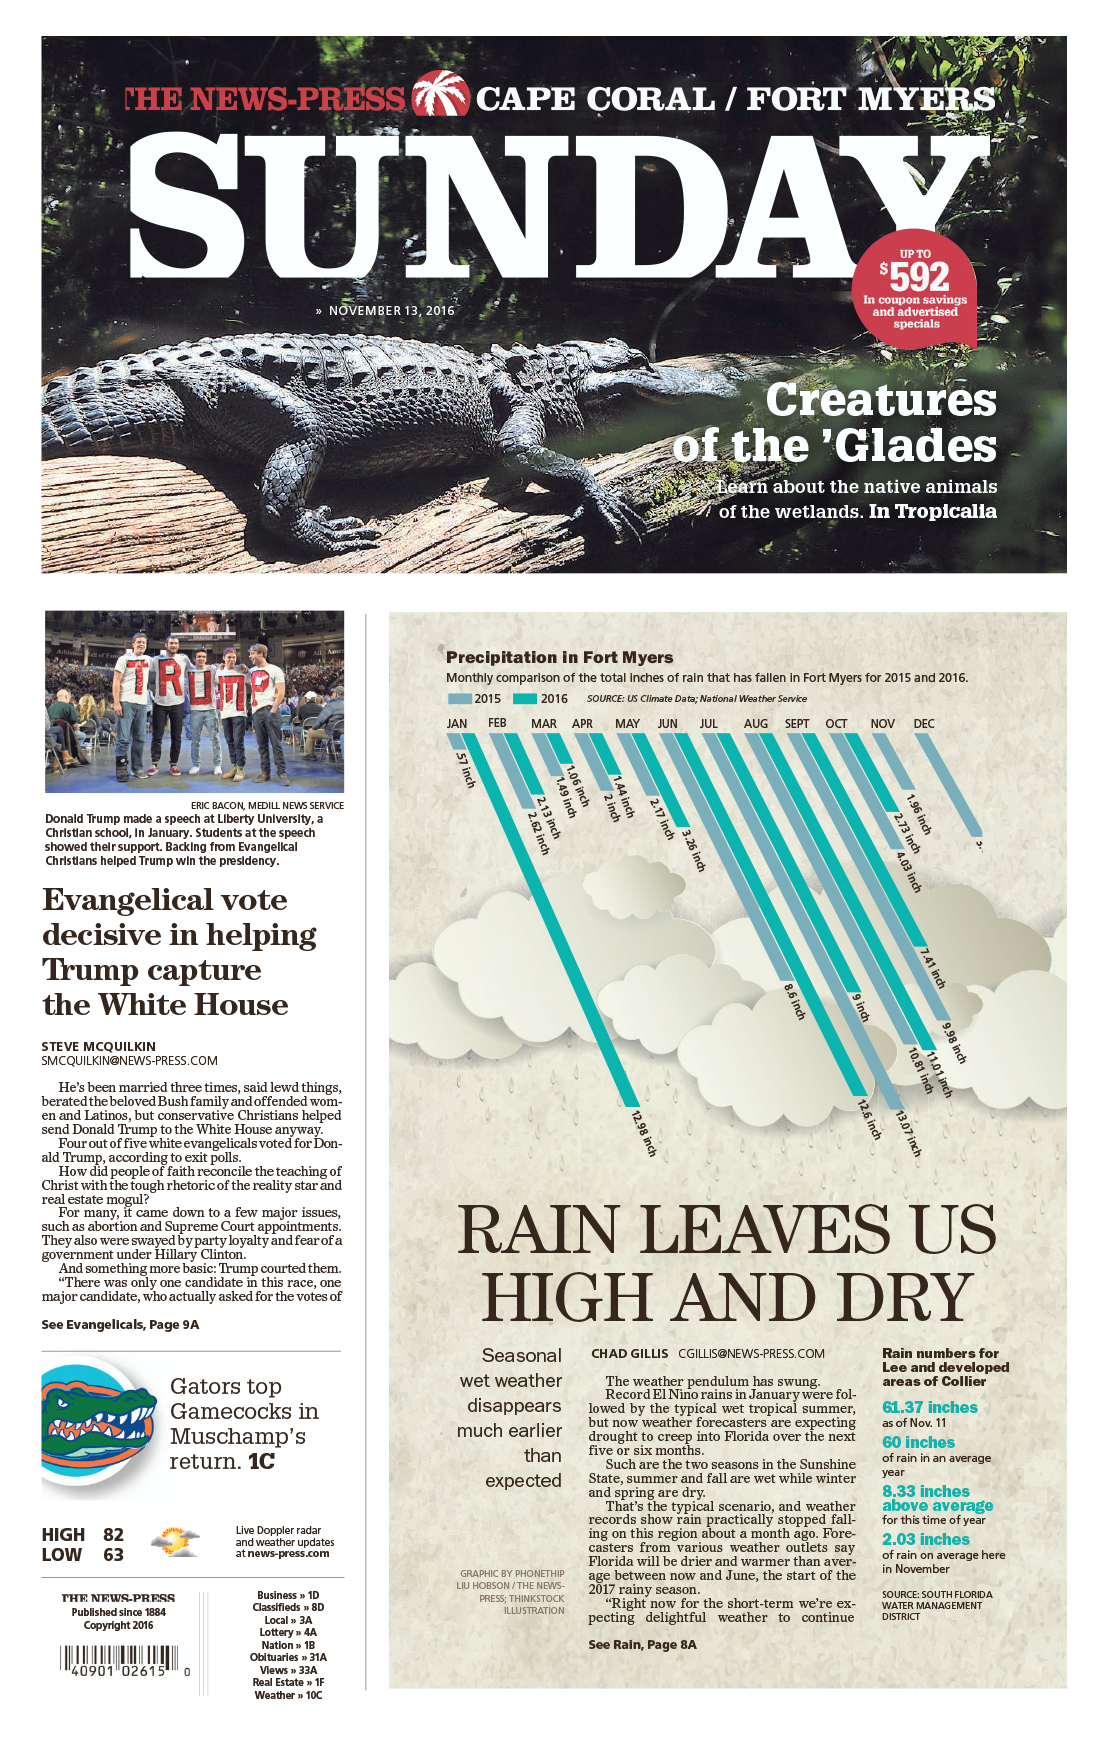 THE NEWS-PRESS CAPE CORAL / FORT MYERS
SUNDAY
» NOVEMBER 13, 2016
UP TO
$592
In coupon savings
and advertised
specials
Creatures
of the ’Glades
Learn about the native animals
of the wetlands. In Tropicalia
TRUMP
ERIC BACON, MEDILL NEWS SERVICE
Donald Trump made a speech at Liberty University, a
Christian school, in January. Students at the speech
showed their support. Backing from Evangelical
Christians helped Trump win the presidency.
Evangelical vote
decisive in helping
Trump capture
the White House
STEVE MCQUILKIN
SMCQUILKIN@NEWS-PRESS.COM
He’s been married three times, said lewd things,
berated the beloved Bush family and offended wom-
en and Latinos, but conservative Christians helped
send Donald Trump to the White House anyway.
Four out of five white evangelicals voted for Don-
ald Trump, according to exit polls.
How did people of faith reconcile the teaching of
Christ with the tough rhetoric of the reality star and
real estate mogul?
For many, it came down to a few major issues,
such as abortion and Supreme Court appointments.
They also were swayed by party loyalty and fear of a
government under Hillary Clinton.
And something more basic: Trump courted them.
“There was only one candidate in this race, one
major candidate, who actually asked for the votes of
See Evangelicals, Page 9A
Gators top
Gamecocks in
Muschamp’s
return. 1C
HIGH 82
LOW 63
Live Doppler radar
and weather updates
at news-press.com
THE NEWS-PRESS
Published since 1884
Copyright 2016
40901 02615 0
Business » 1D
Classifieds » 8D
Local » 3A
Lottery » 4A
Nation » 1B
Obituaries » 31A
Views » 33A
Real Estate » 1F
Weather » 10C
Precipitation in Fort Myers
Monthly comparison of the total inches of rain that has fallen in Fort Myers for 2015 and 2016.
2015 2016 SOURCE: US Climate Data; National Weather Service
JAN FEB MAR APR MAY JUN JUL AUG SEPT OCT NOV DEC
.57 inch
12.98 inch
2.62 inch
2.13 inch
1.49 inch
1.06 inch
2 inch
1.44 inch
2.17 inch
3.26 inch
8.6 inch
12.6 inch
13.07 inch
9 inch
10.81 inch
11.01 inch
9.98 inch
7.41 inch
4.03 inch
2.73 inch
1.96 inch
3.
RAIN LEAVES US
HIGH AND DRY
Seasonal
wet weather
disappears
much earlier
than
expected
GRAPHIC BY PHONETHIP
LIU HOBSON / THE NEWS-
PRESS; THINKSTOCK
ILLUSTRATION
CHAD GILLIS CGILLIS@NEWS-PRESS.COM
The weather pendulum has swung.
Record El Nino rains in January were fol-
lowed by the typical wet tropical summer,
but now weather forecasters are expecting
drought to creep into Florida over the next
five or six months.
Such are the two seasons in the Sunshine
State, summer and fall are wet while winter
and spring are dry.
That’s the typical scenario, and weather
records show rain practically stopped fall-
ing on this region about a month ago. Fore-
casters from various weather outlets say
Florida will be drier and warmer than aver-
age between now and June, the start of the
2017 rainy season.
“Right now for the short-term we’re ex-
pecting delightful weather to continue
See Rain, Page 8A
Rain numbers for
Lee and developed
areas of Collier
61.37 inches
as of Nov. 11
60 inches
of rain in an average
year
8.33 inches
above average
for this time of year
2.03 inches
of rain on average here
in November
SOURCE: SOUTH FLORIDA
WATER MANAGEMENT
DISTRICT